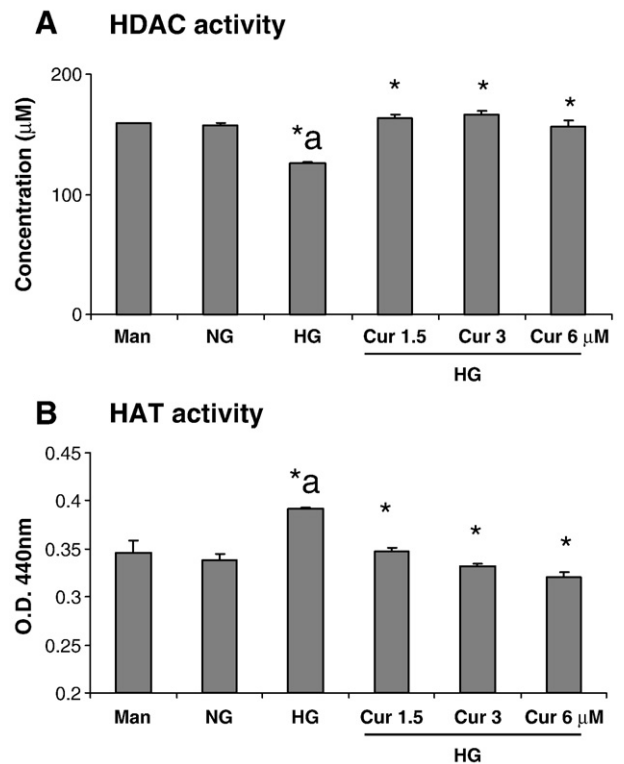 A HDAC activity
200
*
*
*
*a
Concentration (μM)
100
0
Man NG HG Cur 1.5 Cur 3 Cur 6 μM
HG
B HAT activity
0.45
*a
0.4
*
*
*
0.35
O.D. 440nm
0.3
0.25
0.2
Man NG HG Cur 1.5 Cur 3 Cur 6 μM
HG